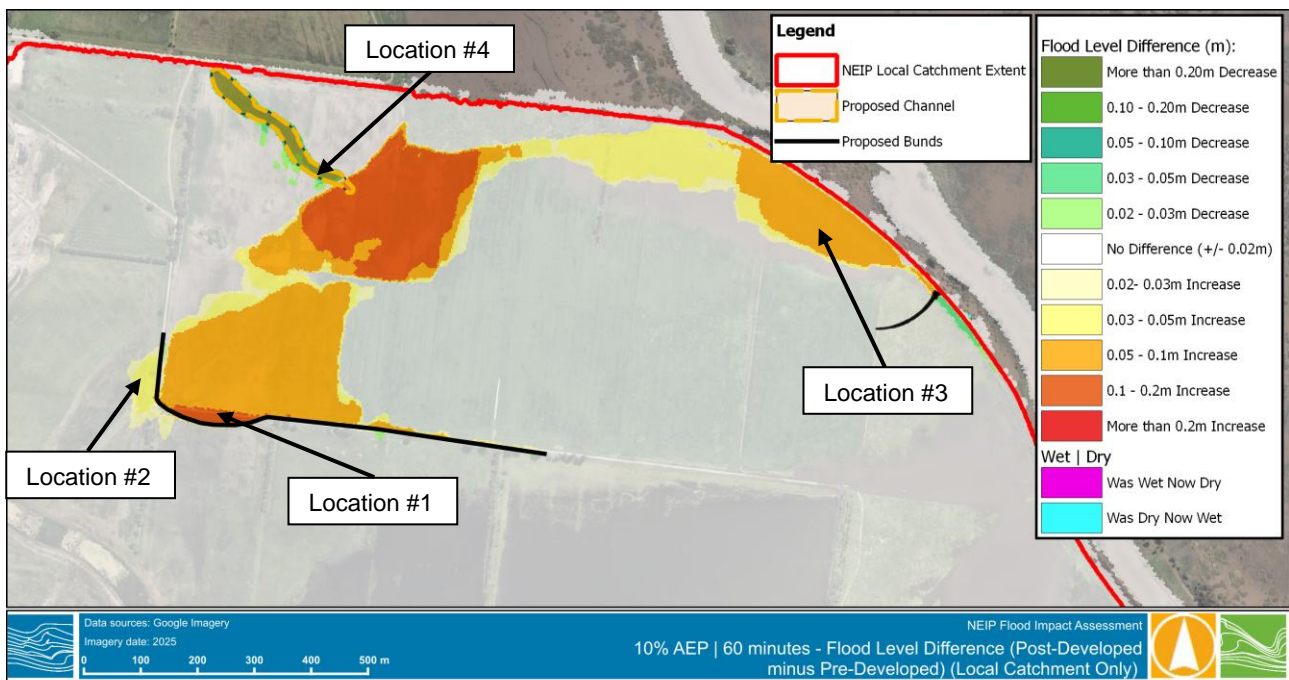 Location #4
Location #3
Location #2
Location #1
Legend
NEIP Local Catchment Extent
Proposed Channel
Proposed Bunds
Flood Level Difference (m):
More than 0.20m Decrease
0.10 - 0.20m Decrease
0.05 - 0.10m Decrease
0.03 - 0.05m Decrease
0.02 - 0.03m Decrease
No Difference (+/- 0.02m)
0.02- 0.03m Increase
0.03 - 0.05m Increase
0.05 - 0.1m Increase
0.1 - 0.2m Increase
More than 0.2m Increase
Wet | Dry
Was Wet Now Dry
Was Dry Now Wet
Data sources: Google Imagery
Imagery date: 2025
0 100 200 300 400 500 m
NEIP Flood Impact Assessment
10% AEP | 60 minutes - Flood Level Difference (Post-Developed
minus Pre-Developed) (Local Catchment Only)